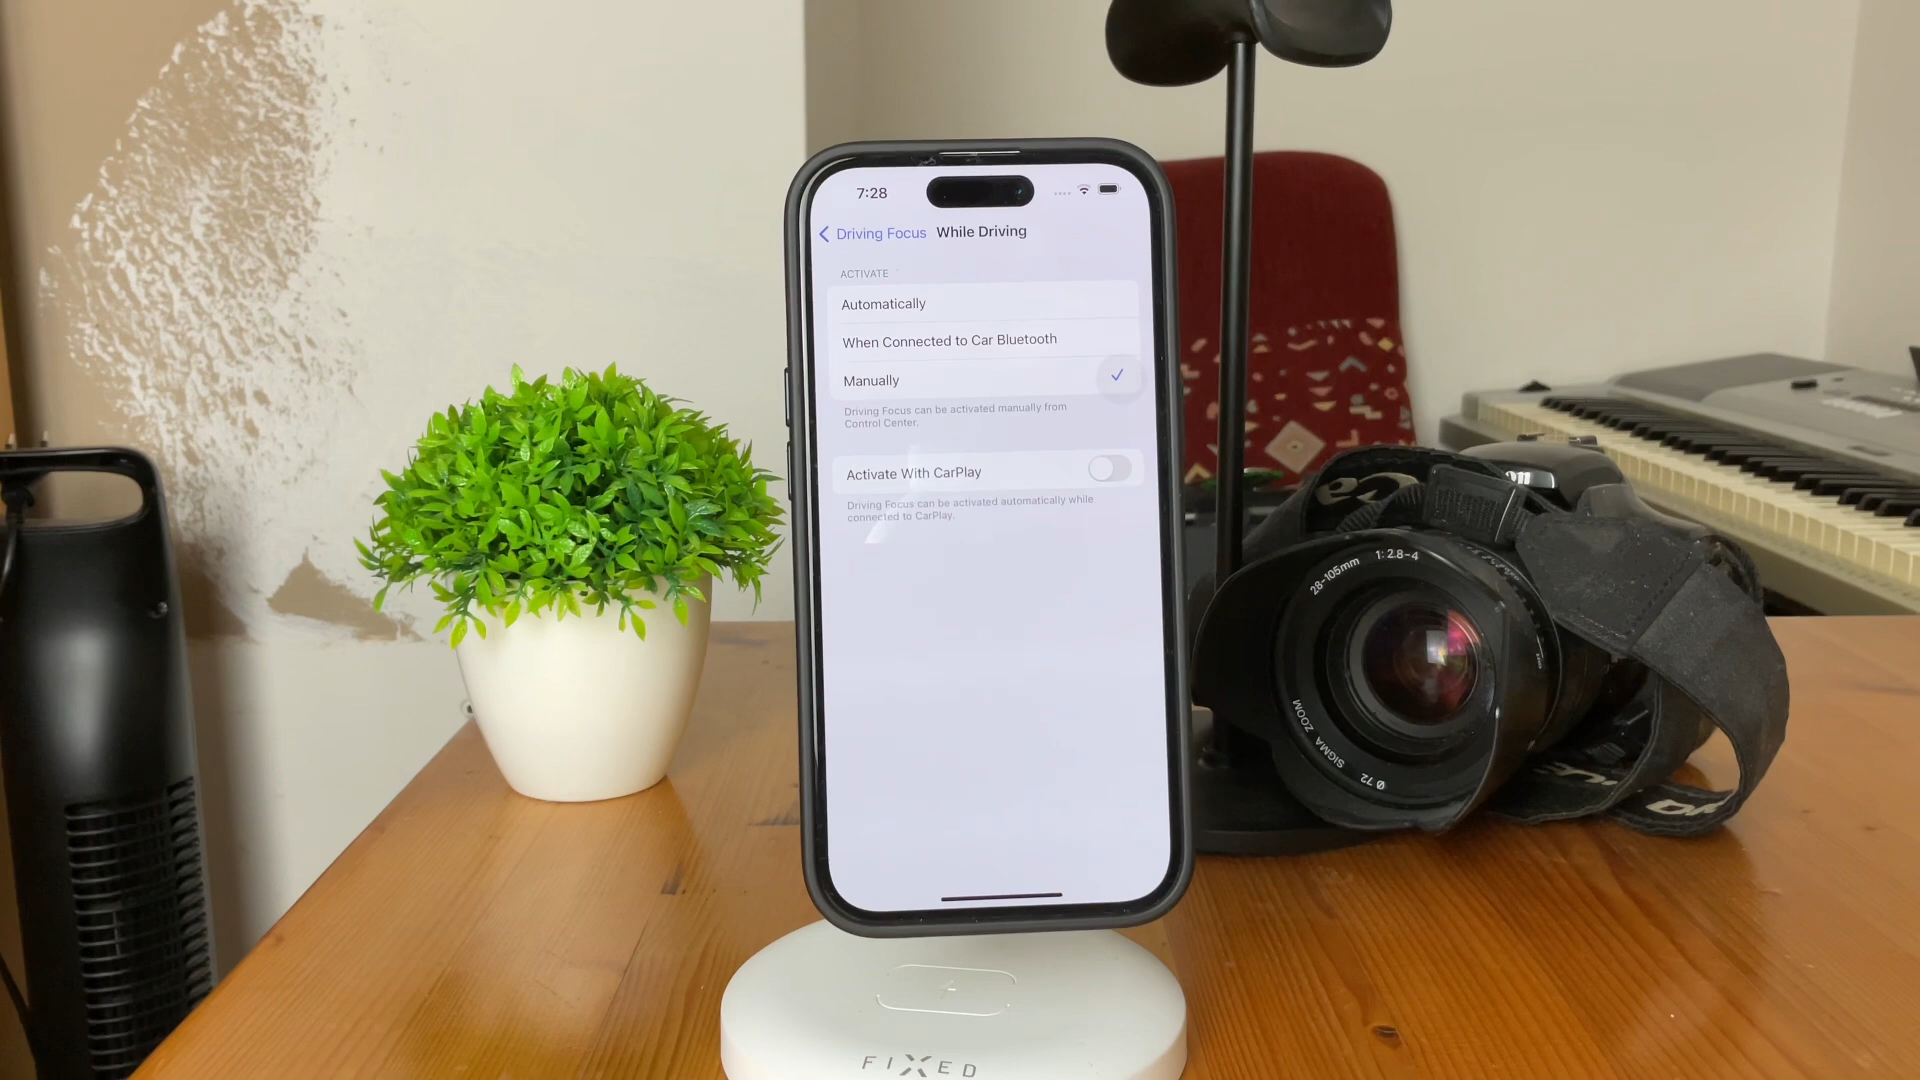 7:28
Driving Focus While Driving
ACTIVATE
Automatically
When Connected to Car Bluetooth
Manually
Driving Focus can be activated manually from
Control Center.
Activate With CarPlay
Driving Focus can be activated automatically while
connected to CarPlay.
28-105mm 1: 2.8-4
SIGMA ZOOM
Ø 72
FIXED